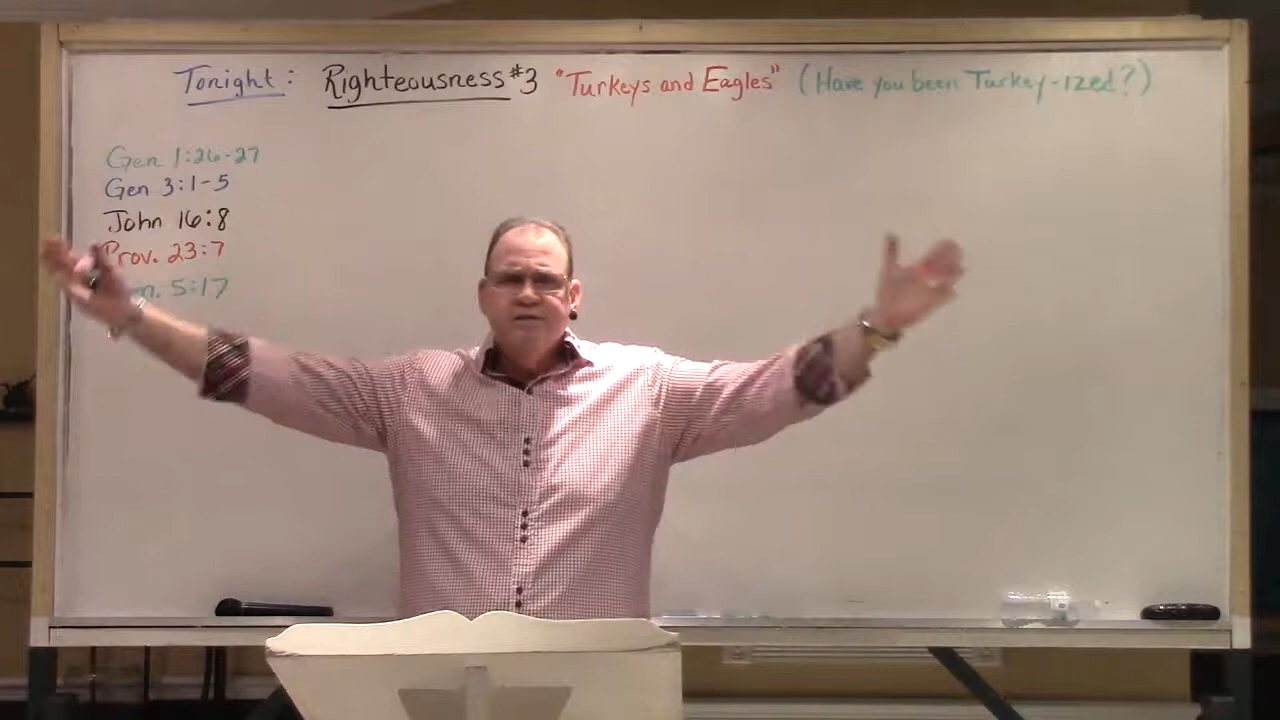 Tonight: Righteousness #3 "Turkeys and Eagles" (Have you been Turkey-ized?)
Gen 1:26-27
Gen 3:1-5
John 16:8
Prov. 23:7
5:17